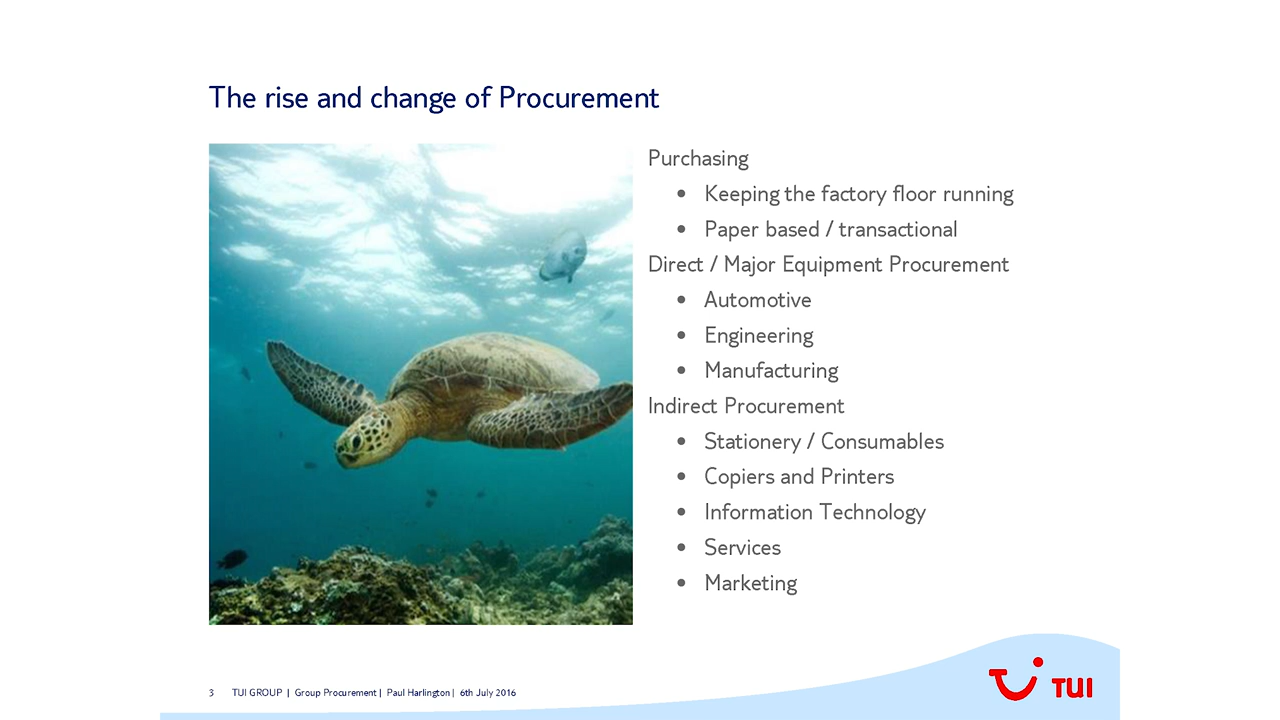 The rise and change of Procurement
Purchasing
• Keeping the factory floor running
• Paper based / transactional
Direct / Major Equipment Procurement
• Automotive
• Engineering
• Manufacturing
Indirect Procurement
• Stationery / Consumables
• Copiers and Printers
• Information Technology
• Services
• Marketing
3 TUI GROUP | Group Procurement | Paul Harlington | 6th July 2016
TUI